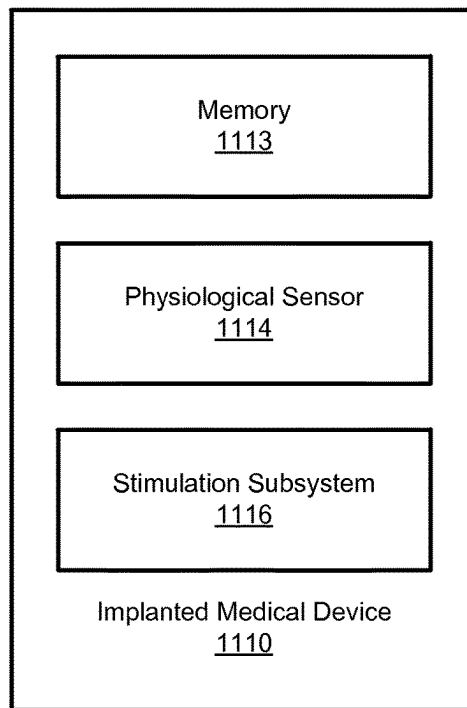 Memory
1113
Physiological Sensor
1114
Stimulation Subsystem
1116
Implanted Medical Device
1110